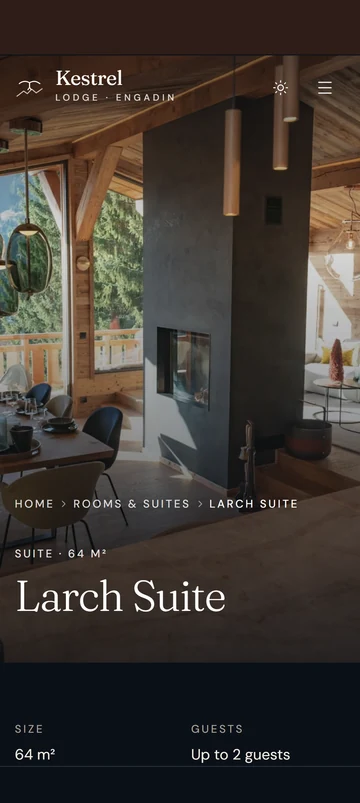 Kestrel
LODGE · ENGADIN
HOME > ROOMS & SUITES > LARCH SUITE
SUITE · 64 M²
Larch Suite
SIZE GUESTS
64 m² Up to 2 guests